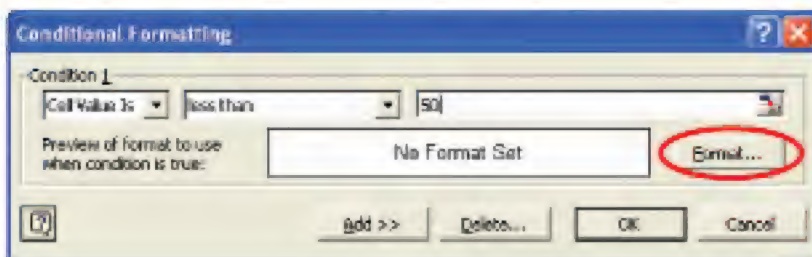 Conditional Formatting
Condition 1
Cell Value Is less than 50
Preview of format to use
when condition is true:
No Format Set
Format...
Add >> Delete... OK Cancel